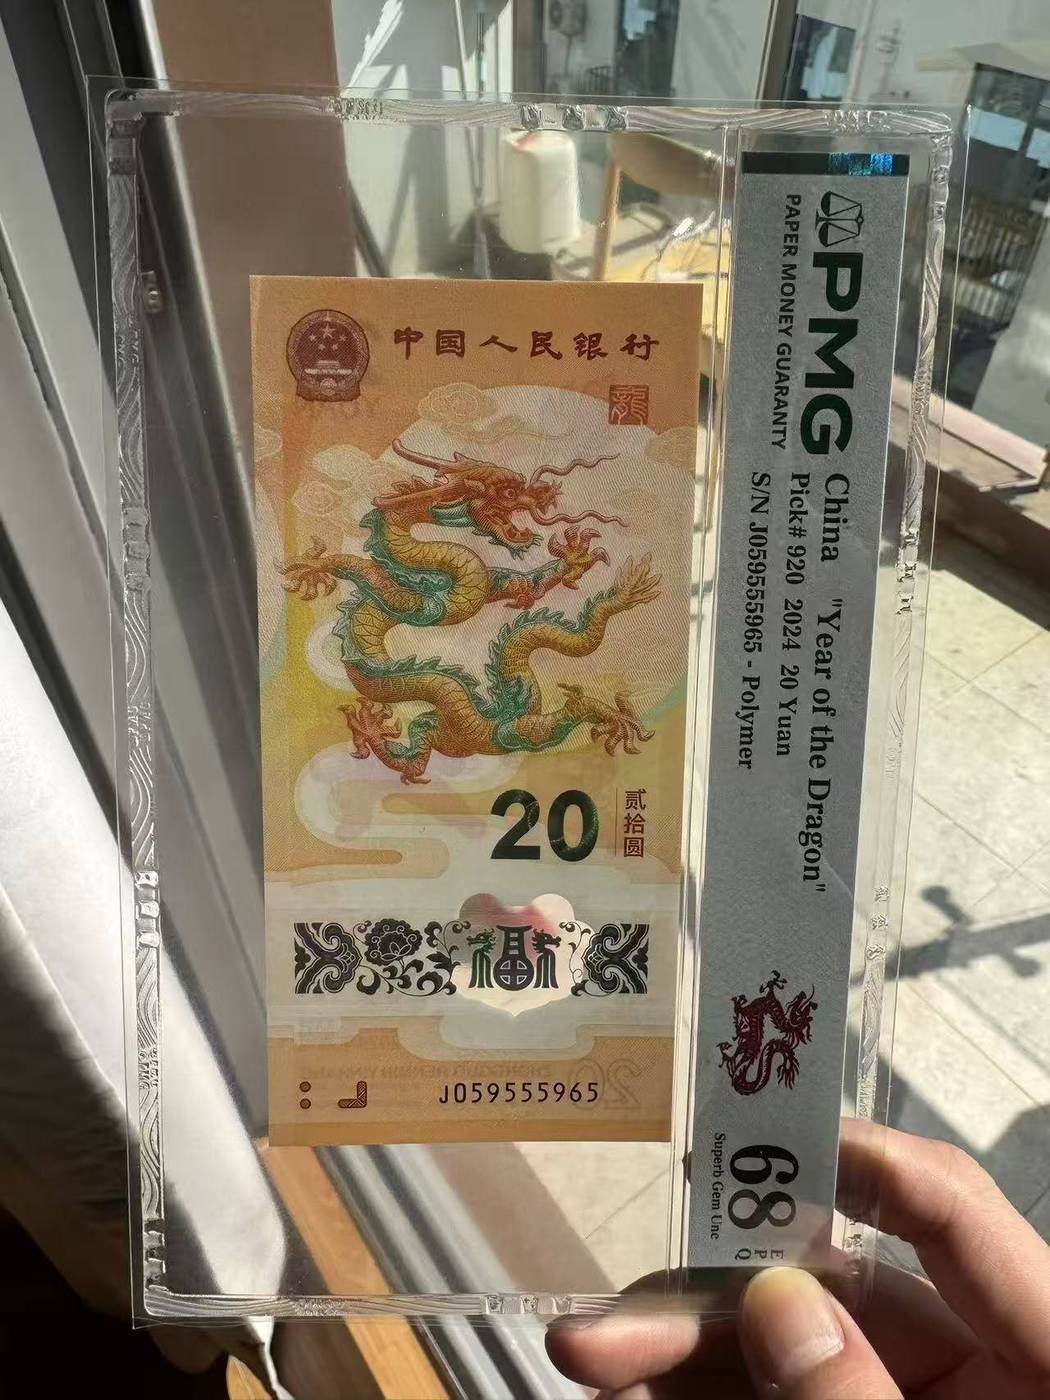 中国人民银行
龍
20
贰拾圆
福
J059555965
PMG
PAPER MONEY GUARANTY
China "Year of the Dragon"
Pick# 920 2024 20 Yuan
S/N J059555965 - Polymer
68
EPQ
Superb Gem Unc